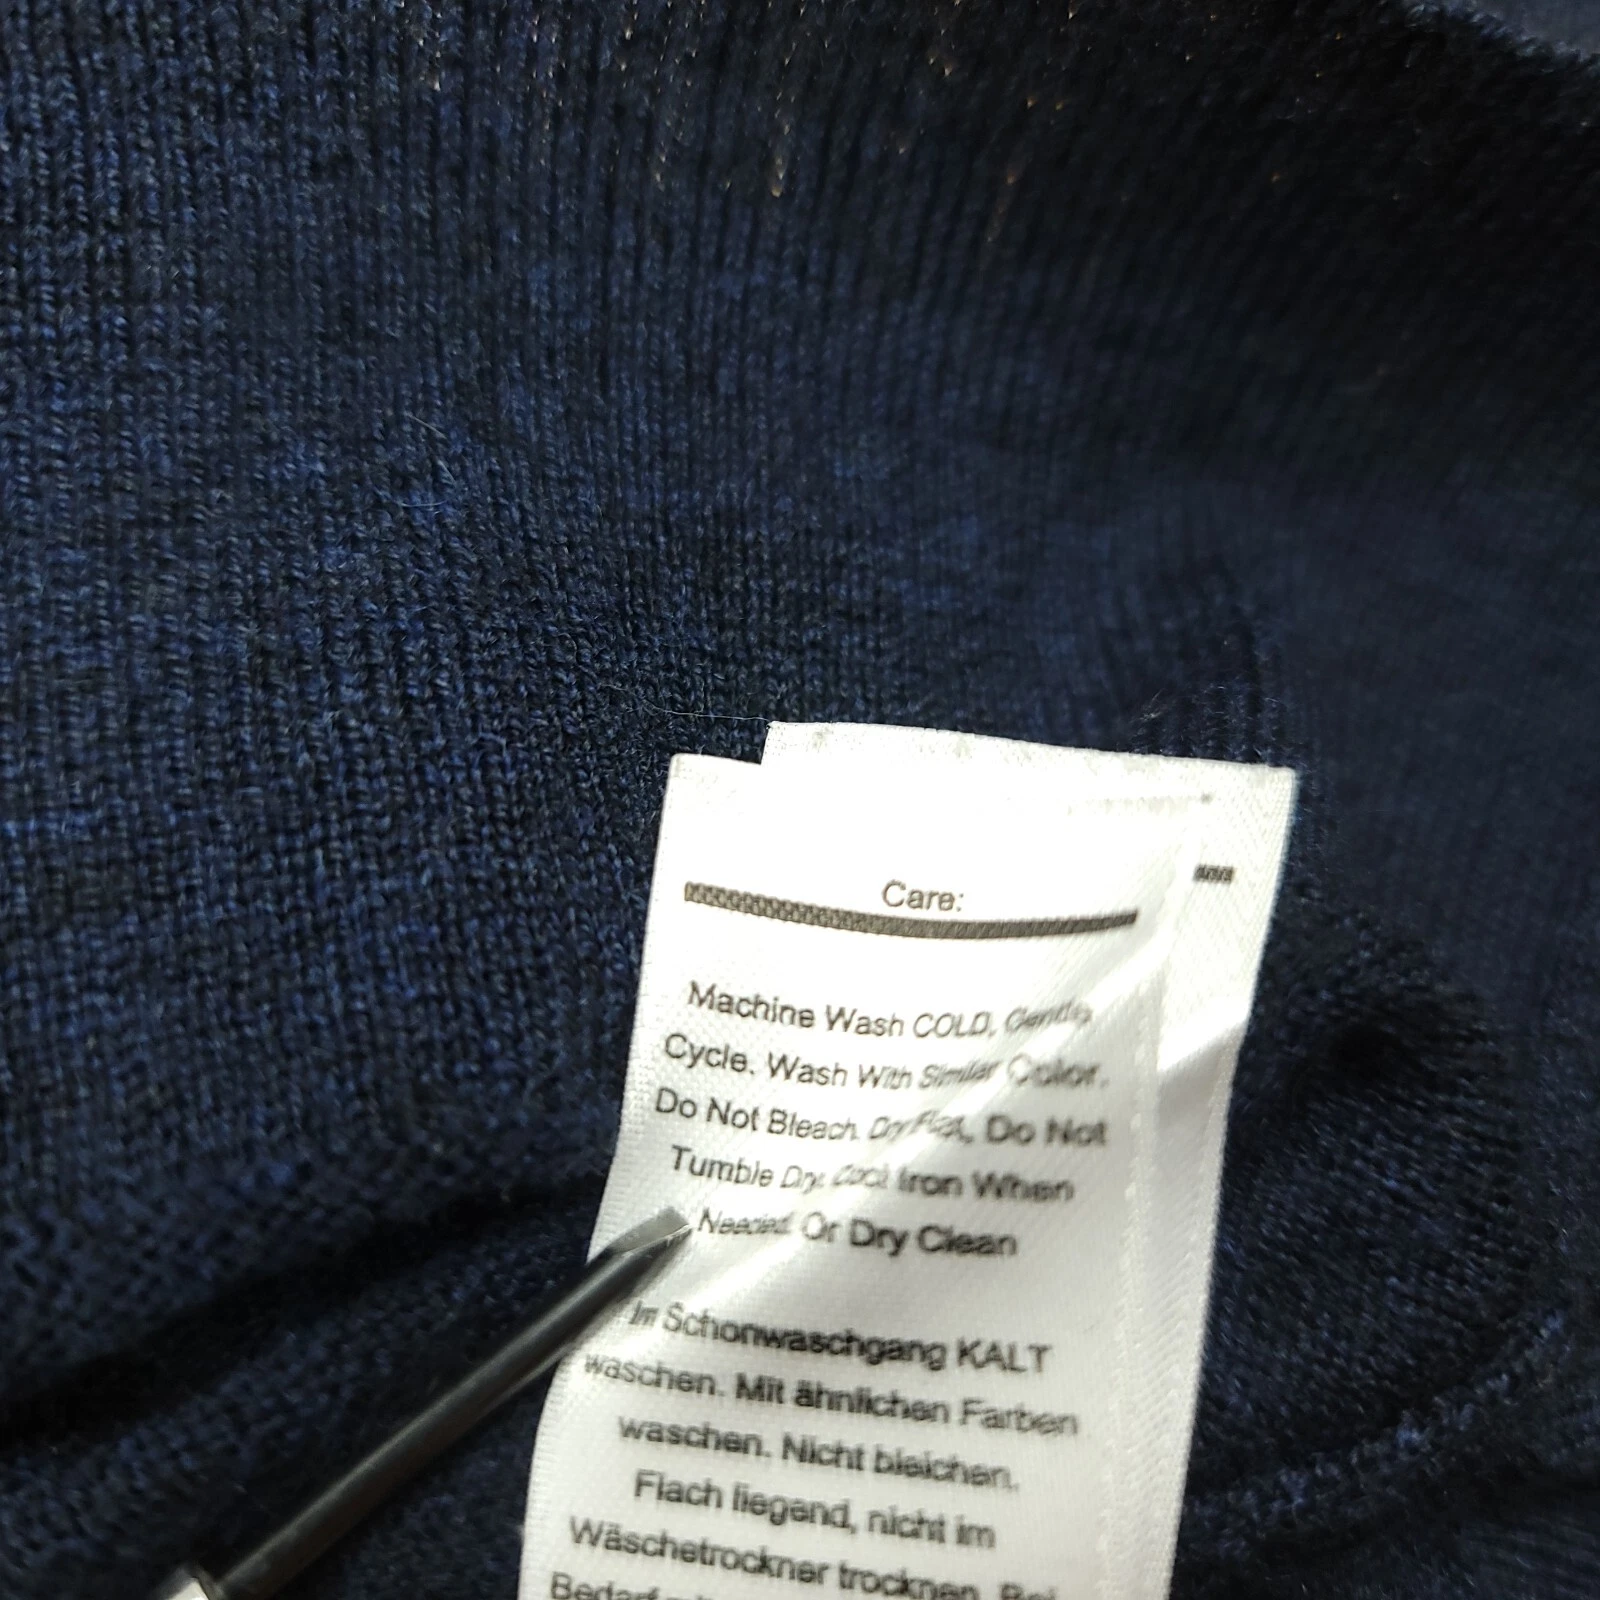 Care:
Machine Wash COLD, Gentle
Cycle. Wash With Similar Color.
Do Not Bleach. Dry Flat, Do Not
Tumble Dry. Cool Iron When
Needed. Or Dry Clean
Im Schonwaschgang KALT
waschen. Mit ähnlichen Farben
waschen. Nicht bleichen.
Flach liegend, nicht im
Wäschetrockner trocknen. Bei
Bedarf